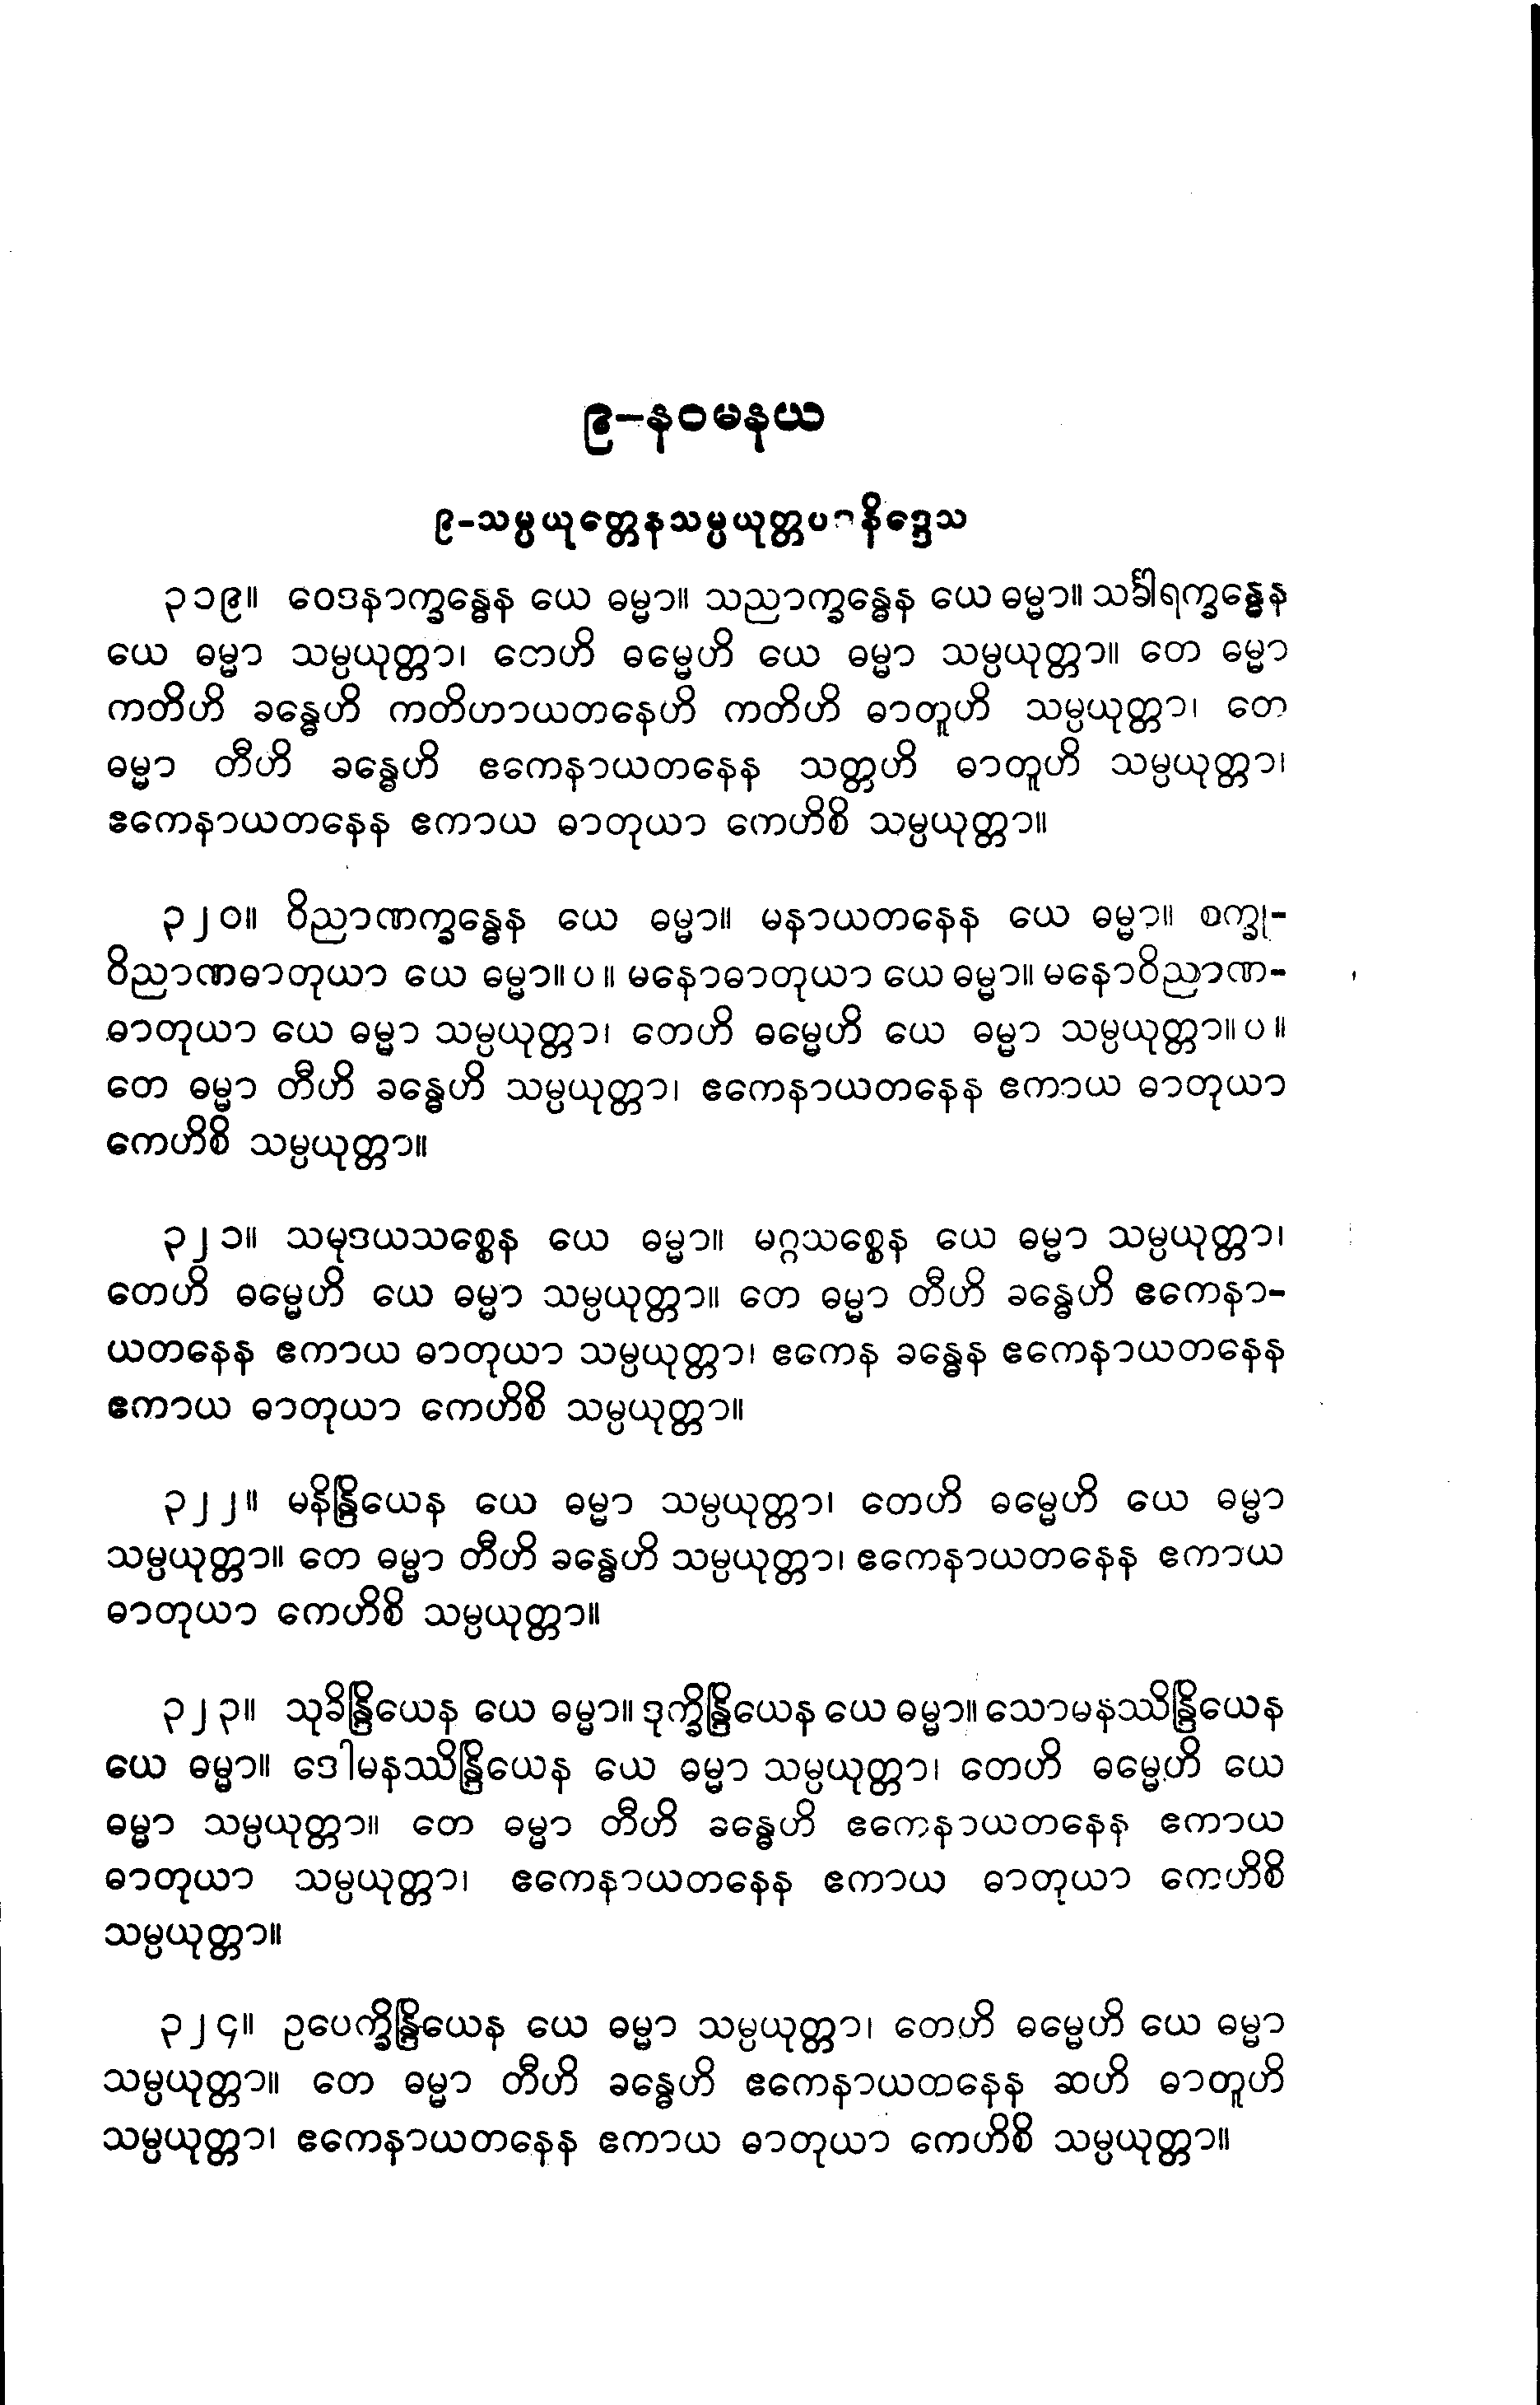 ၉-နဝမနယ
၉-သမ္ပယုတ္တေနသမ္ပယုတ္တပဒနိဒ္ဒေသ
၃၁၉။ ဝေဒနာက္ခန္ဓေန ယေ ဓမ္မာ။ သညာက္ခန္ဓေန ယေ ဓမ္မာ။ သင်္ခါရက္ခန္ဓေန
ယေ ဓမ္မာ သမ္ပယုတ္တာ၊ တေဟိ ဓမ္မေဟိ ယေ ဓမ္မာ သမ္ပယုတ္တာ။ တေ ဓမ္မာ
ကတိဟိ ခန္ဓေဟိ ကတိဟာယတနေဟိ ကတိဟိ ဓာတူဟိ သမ္ပယုတ္တာ၊ တေ
ဓမ္မာ တီဟိ ခန္ဓေဟိ ဧကေနာယတနေန သတ္တဟိ ဓာတူဟိ သမ္ပယုတ္တာ၊
ဧကေနာယတနေန ဧကာယ ဓာတုယာ ကေဟိစိ သမ္ပယုတ္တာ။
၃၂၀။ ဝိညာဏက္ခန္ဓေန ယေ ဓမ္မာ။ မနာယတနေန ယေ ဓမ္မာ။ စက္ခု-
ဝိညာဏဓာတုယာ ယေ ဓမ္မာ။ ပ ။ မနောဓာတုယာ ယေ ဓမ္မာ။ မနောဝိညာဏ-
ဓာတုယာ ယေ ဓမ္မာ သမ္ပယုတ္တာ၊ တေဟိ ဓမ္မေဟိ ယေ ဓမ္မာ သမ္ပယုတ္တာ။ ပ ။
တေ ဓမ္မာ တီဟိ ခန္ဓေဟိ သမ္ပယုတ္တာ၊ ဧကေနာယတနေန ဧကာယ ဓာတုယာ
ကေဟိစိ သမ္ပယုတ္တာ။
၃၂၁။ သမုဒယသစ္စေန ယေ ဓမ္မာ။ မဂ္ဂသစ္စေန ယေ ဓမ္မာ သမ္ပယုတ္တာ၊
တေဟိ ဓမ္မေဟိ ယေ ဓမ္မာ သမ္ပယုတ္တာ။ တေ ဓမ္မာ တီဟိ ခန္ဓေဟိ ဧကေနာ-
ယတနေန ဧကာယ ဓာတုယာ သမ္ပယုတ္တာ၊ ဧကေန ခန္ဓေန ဧကေနာယတနေန
ဧကာယ ဓာတုယာ ကေဟိစိ သမ္ပယုတ္တာ။
၃၂၂။ မနိန္ဒြိယေန ယေ ဓမ္မာ သမ္ပယုတ္တာ၊ တေဟိ ဓမ္မေဟိ ယေ ဓမ္မာ
သမ္ပယုတ္တာ။ တေ ဓမ္မာ တီဟိ ခန္ဓေဟိ သမ္ပယုတ္တာ၊ ဧကေနာယတနေန ဧကာယ
ဓာတုယာ ကေဟိစိ သမ္ပယုတ္တာ။
၃၂၃။ သုခိန္ဒြိယေန ယေ ဓမ္မာ။ ဒုက္ခိန္ဒြိယေန ယေ ဓမ္မာ။ သောမနဿိန္ဒြိယေန
ယေ ဓမ္မာ။ ဒေါမနဿိန္ဒြိယေန ယေ ဓမ္မာ သမ္ပယုတ္တာ၊ တေဟိ ဓမ္မေဟိ ယေ
ဓမ္မာ သမ္ပယုတ္တာ။ တေ ဓမ္မာ တီဟိ ခန္ဓေဟိ ဧကေနာယတနေန ဧကာယ
ဓာတုယာ သမ္ပယုတ္တာ၊ ဧကေနာယတနေန ဧကာယ ဓာတုယာ ကေဟိစိ
သမ္ပယုတ္တာ။
၃၂၄။ ဥပေက္ခိန္ဒြိယေန ယေ ဓမ္မာ သမ္ပယုတ္တာ၊ တေဟိ ဓမ္မေဟိ ယေ ဓမ္မာ
သမ္ပယုတ္တာ။ တေ ဓမ္မာ တီဟိ ခန္ဓေဟိ ဧကေနာယတနေန ဆဟိ ဓာတူဟိ
သမ္ပယုတ္တာ၊ ဧကေနာယတနေန ဧကာယ ဓာတုယာ ကေဟိစိ သမ္ပယုတ္တာ။